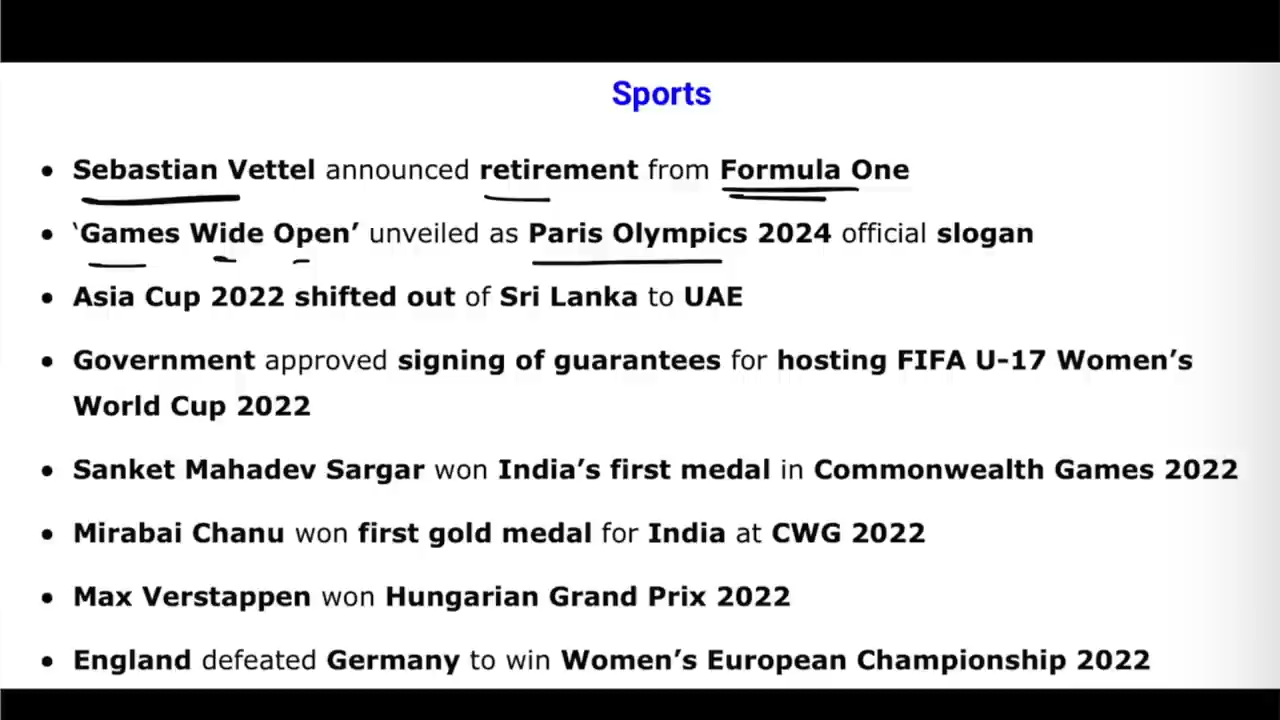 Sports
• Sebastian Vettel announced retirement from Formula One
• ‘Games Wide Open’ unveiled as Paris Olympics 2024 official slogan
• Asia Cup 2022 shifted out of Sri Lanka to UAE
• Government approved signing of guarantees for hosting FIFA U-17 Women’s
World Cup 2022
• Sanket Mahadev Sargar won India’s first medal in Commonwealth Games 2022
• Mirabai Chanu won first gold medal for India at CWG 2022
• Max Verstappen won Hungarian Grand Prix 2022
• England defeated Germany to win Women’s European Championship 2022